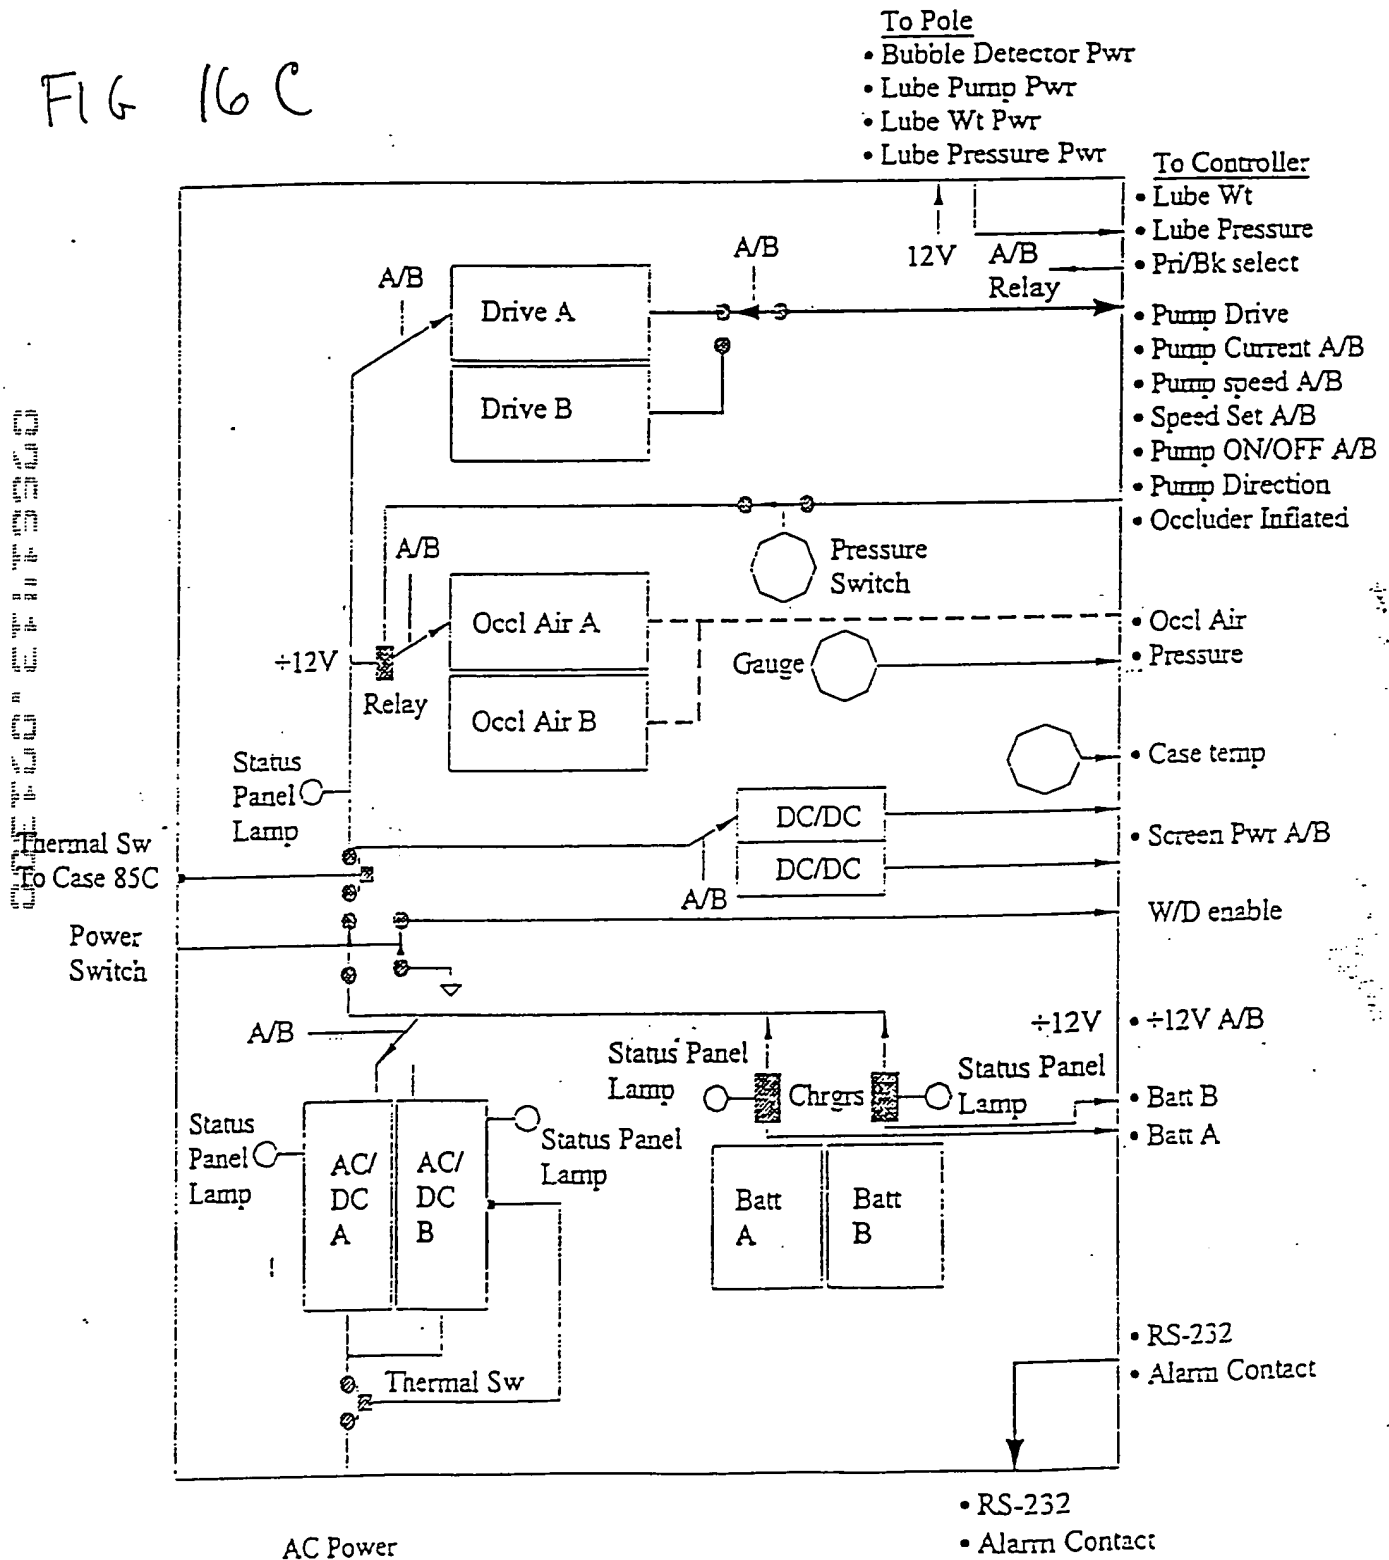 FIG 16C
To Pole
• Bubble Detector Pwr
• Lube Pump Pwr
• Lube Wt Pwr
• Lube Pressure Pwr
To Controller
• Lube Wt
• Lube Pressure
• Pri/Bk select
12V
A/B
Relay
A/B
A/B
Drive A
Drive B
• Pump Drive
• Pump Current A/B
• Pump speed A/B
• Speed Set A/B
• Pump ON/OFF A/B
• Pump Direction
• Occluder Inflated
A/B
Pressure
Switch
Occl Air A
Occl Air B
÷12V
Relay
Gauge
• Occl Air
• Pressure
• Case temp
Status
Panel
Lamp
Thermal Sw
To Case 85C
DC/DC
DC/DC
A/B
• Screen Pwr A/B
W/D enable
Power
Switch
A/B
÷12V
• ÷12V A/B
Status Panel
Lamp
Chrgrs
Status Panel
Lamp
• Batt B
• Batt A
Status
Panel
Lamp
AC/
DC
A
AC/
DC
B
Status Panel
Lamp
Batt
A
Batt
B
Thermal Sw
• RS-232
• Alarm Contact
AC Power
• RS-232
• Alarm Contact